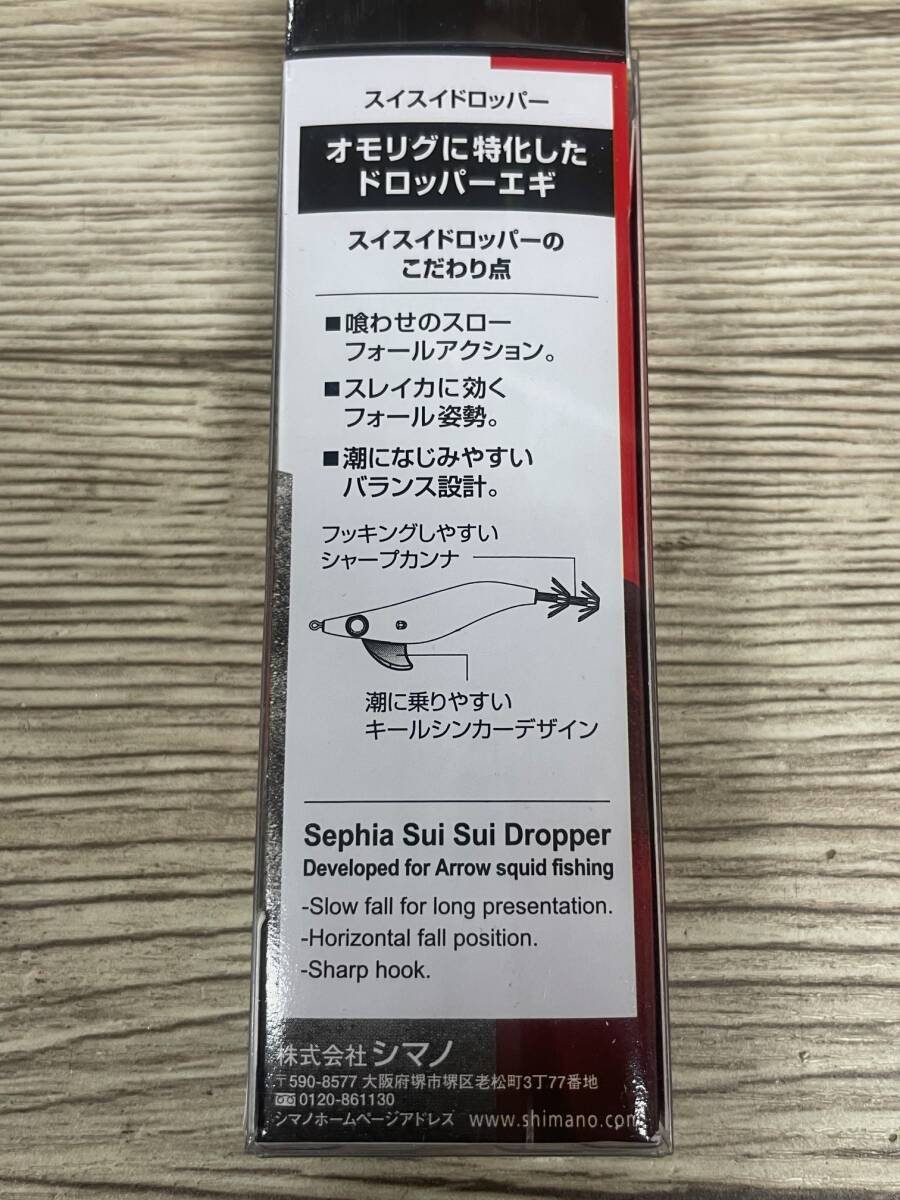 スイスイドロッパー
オモリグに特化した
ドロッパーエギ
スイスイドロッパーの
こだわり点
■喰わせのスロー
フォールアクション。
■スレイカに効く
フォール姿勢。
■潮になじみやすい
バランス設計。
フッキングしやすい
シャープカンナ
潮に乗りやすい
キールシンカーデザイン
Sephia Sui Sui Dropper
Developed for Arrow squid fishing
-Slow fall for long presentation.
-Horizontal fall position.
-Sharp hook.
株式会社シマノ
〒590-8577 大阪府堺市堺区老松町3丁77番地
0120-861130
シマノホームページアドレス www.shimano.com